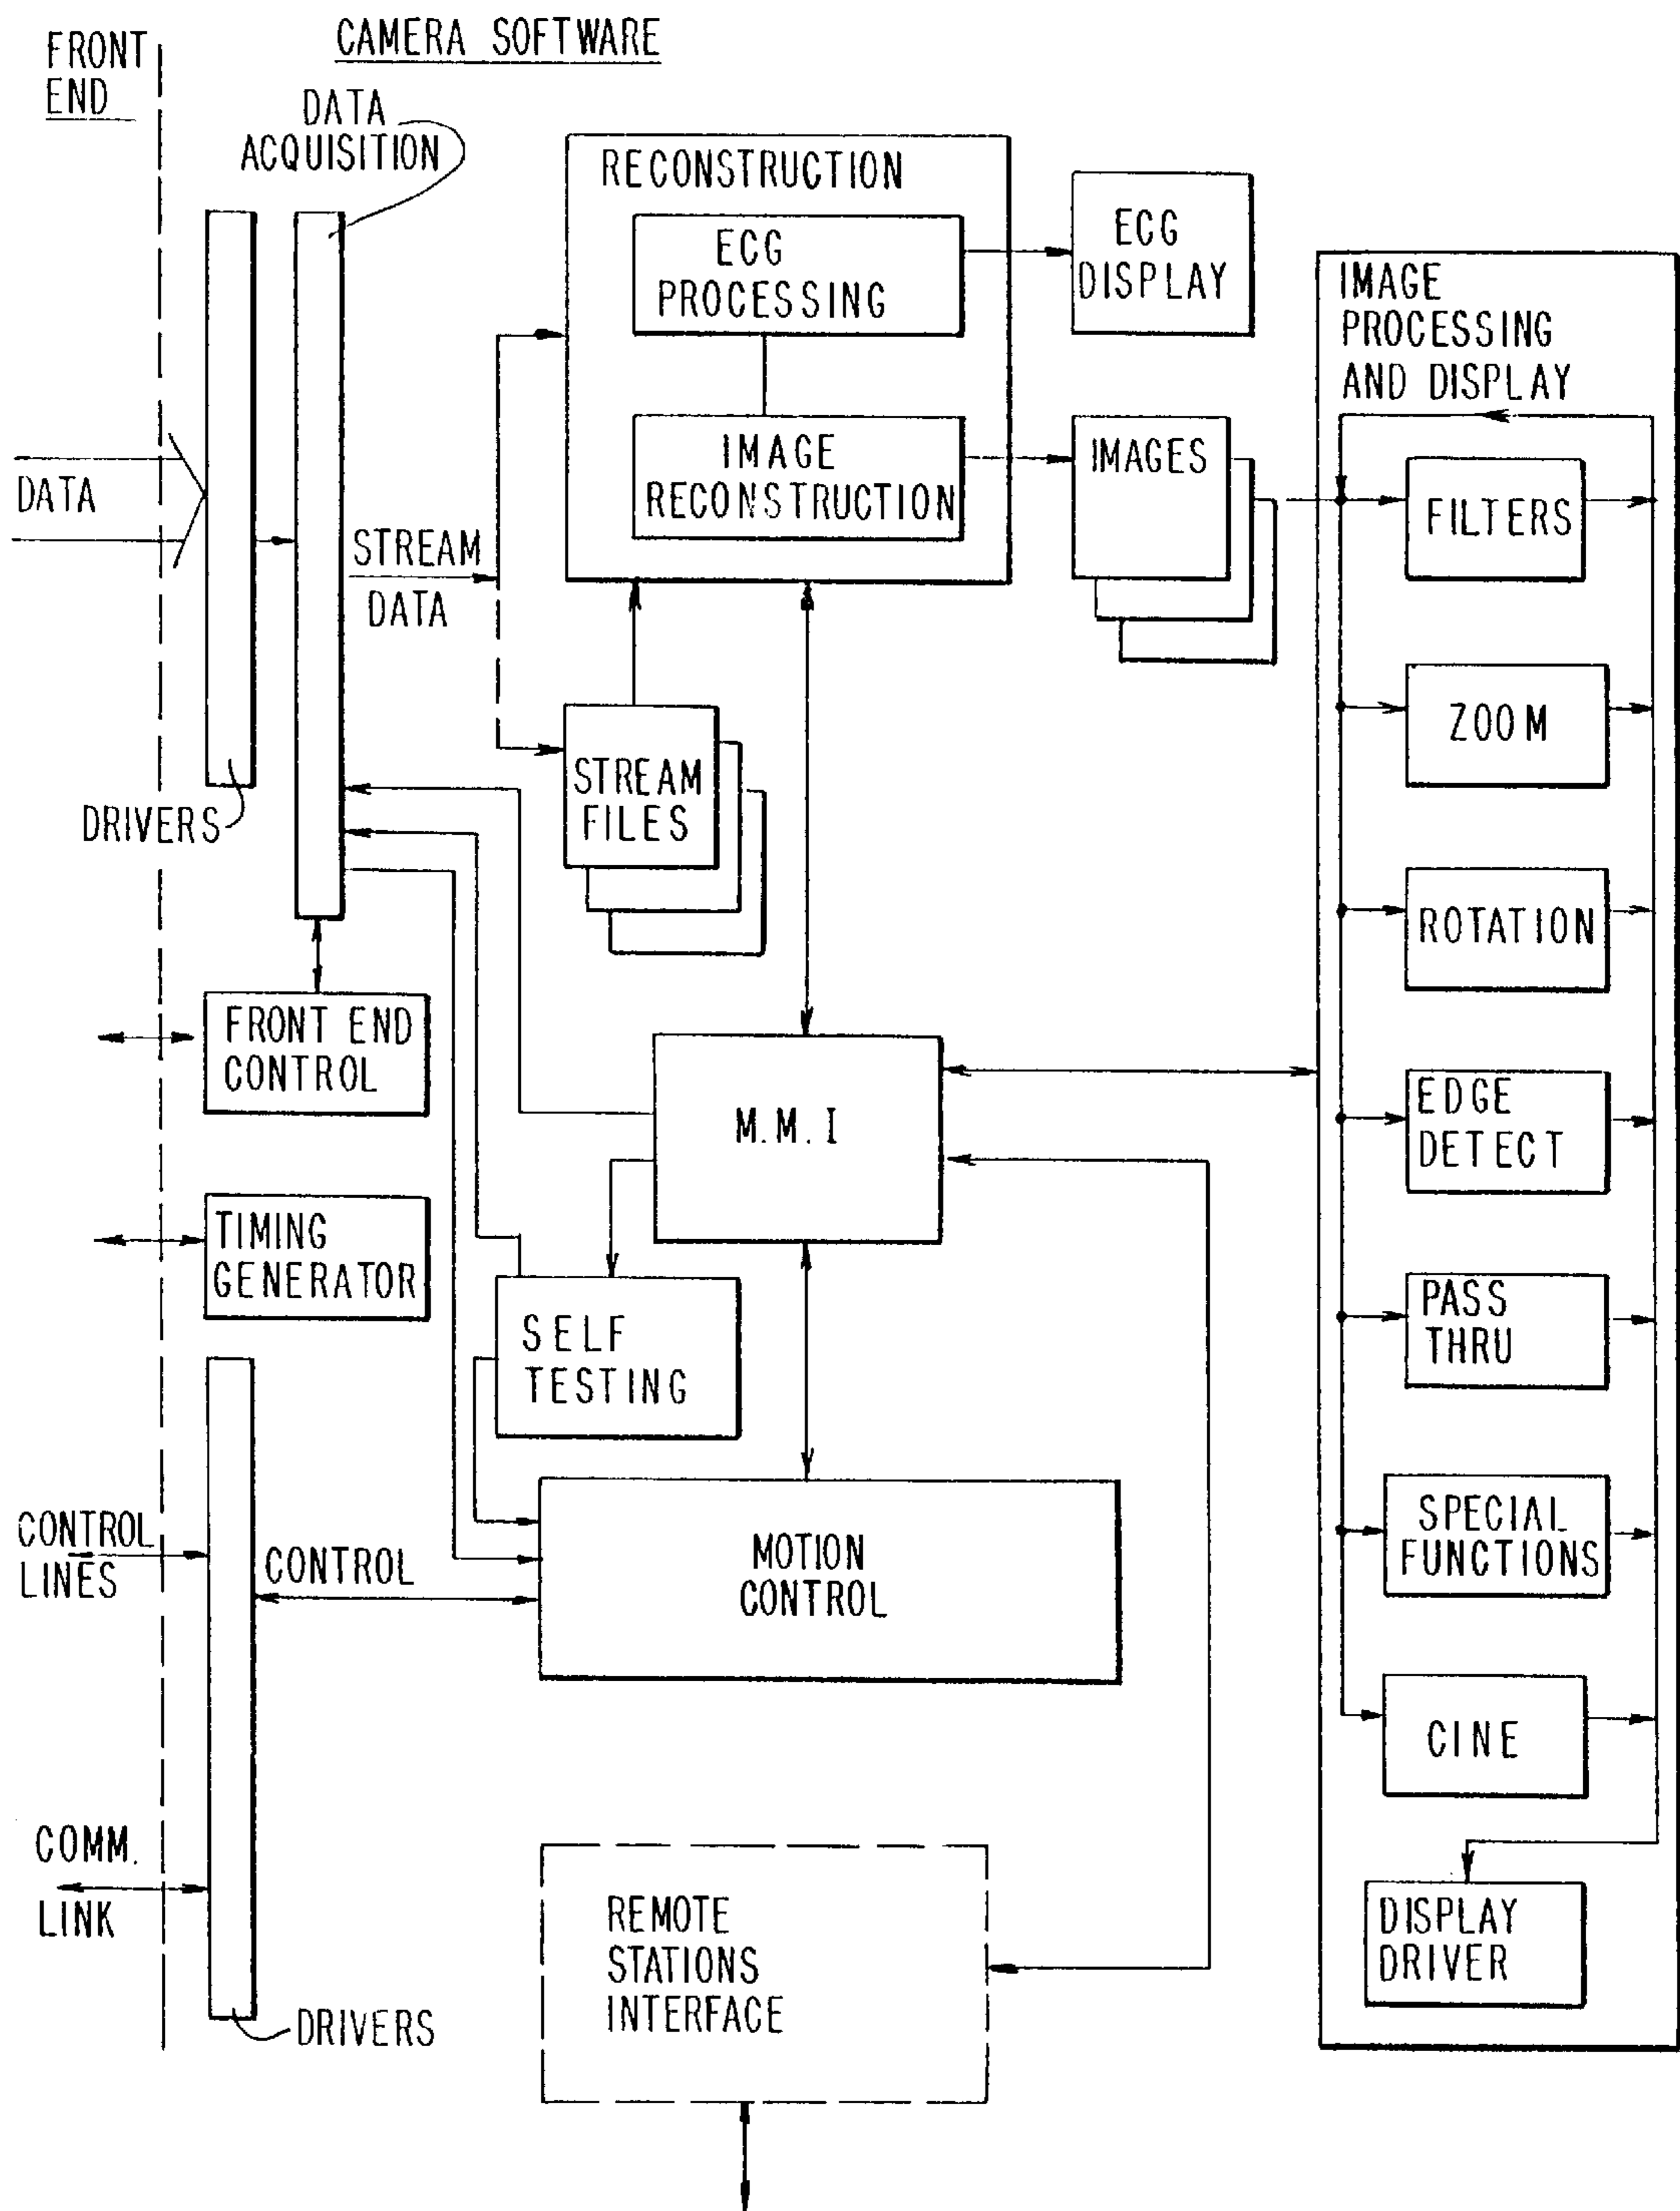 FRONT
END
CAMERA SOFTWARE
DATA
ACQUISITION
RECONSTRUCTION
ECG
PROCESSING
ECG
DISPLAY
IMAGE
PROCESSING
AND DISPLAY
IMAGE
RECONSTRUCTION
IMAGES
FILTERS
DATA
STREAM
DATA
ZOOM
STREAM
FILES
DRIVERS
ROTATION
FRONT END
CONTROL
M.M.I
EDGE
DETECT
TIMING
GENERATOR
PASS
THRU
SELF
TESTING
CONTROL
LINES
CONTROL
MOTION
CONTROL
SPECIAL
FUNCTIONS
CINE
COMM.
LINK
REMOTE
STATIONS
INTERFACE
DISPLAY
DRIVER
DRIVERS